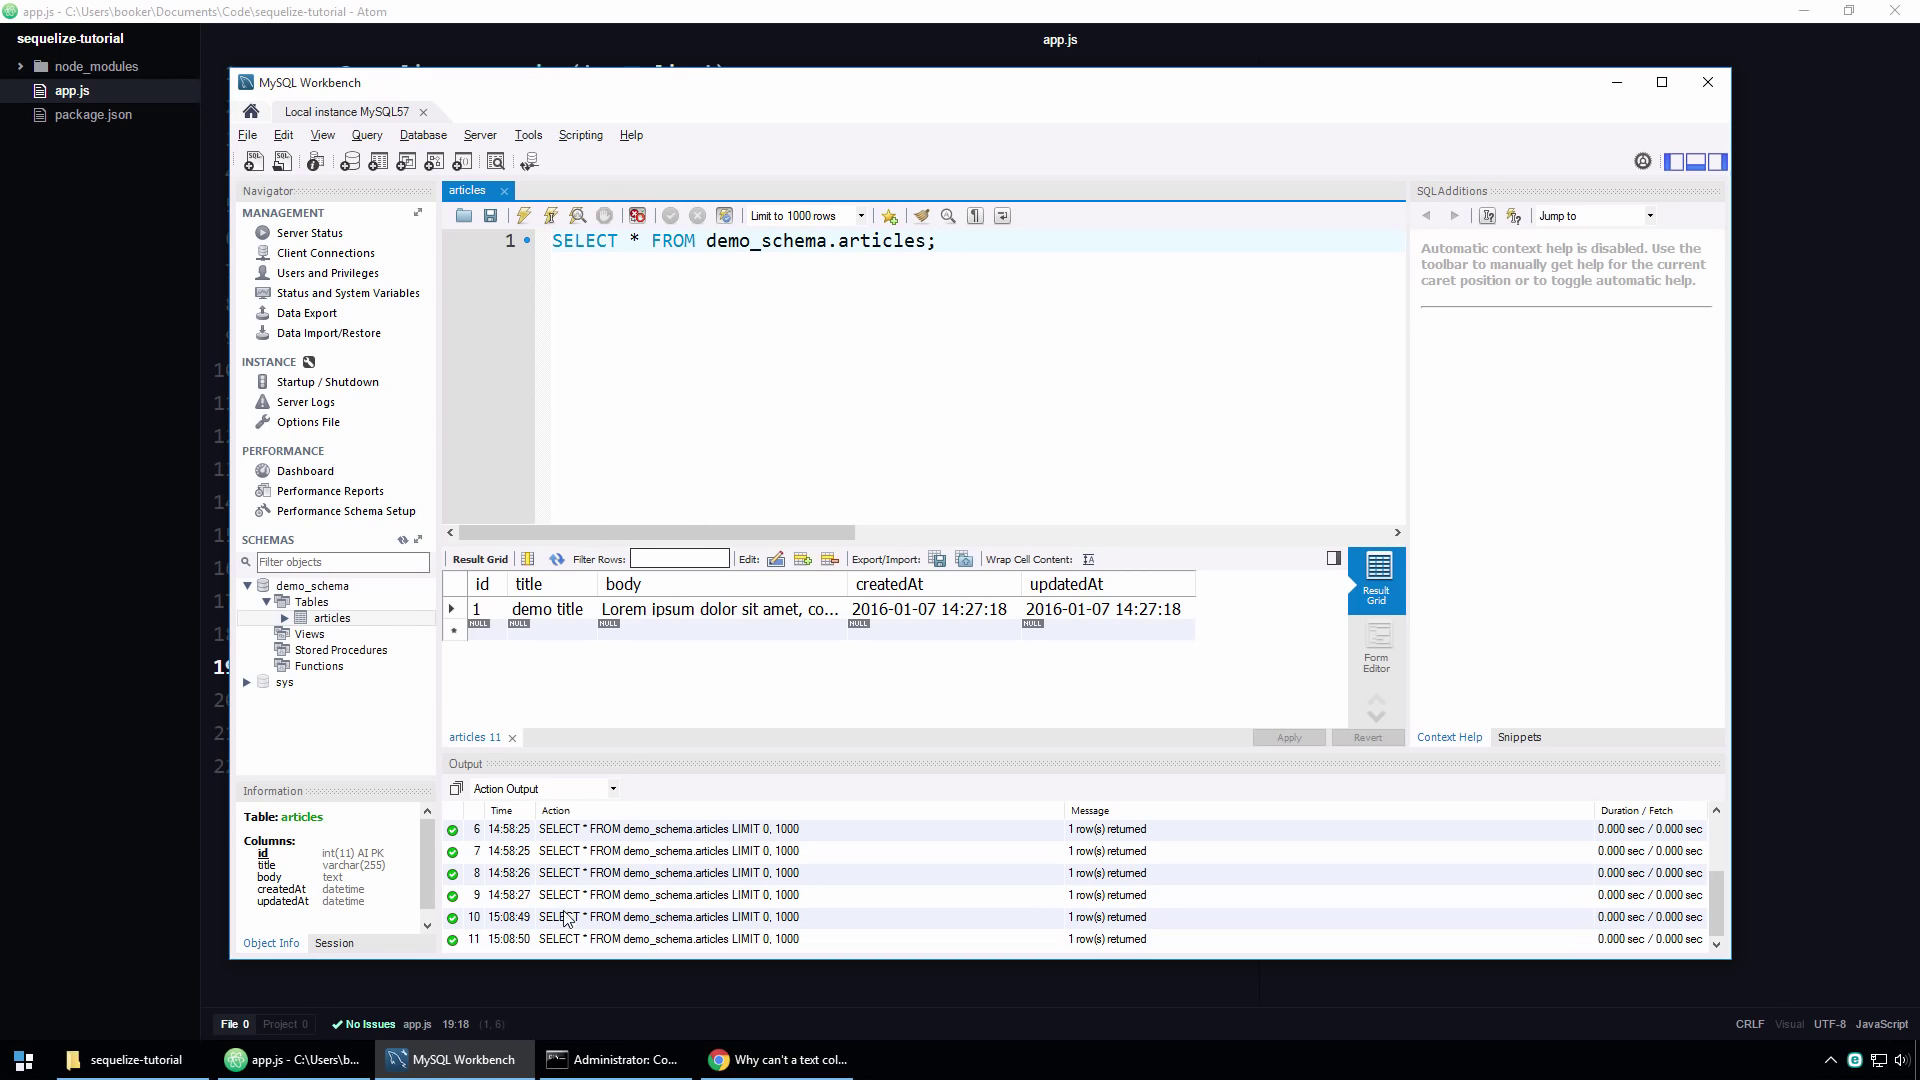 app.js - C:\Users\booker\Documents\Code\sequelize-tutorial - Atom
sequelize-tutorial
node_modules
app.js
package.json
app.js
MySQL Workbench
Local instance MySQL57
File Edit View Query Database Server Tools Scripting Help
Navigator
MANAGEMENT
Server Status
Client Connections
Users and Privileges
Status and System Variables
Data Export
Data Import/Restore
INSTANCE
Startup / Shutdown
Server Logs
Options File
PERFORMANCE
Dashboard
Performance Reports
Performance Schema Setup
SCHEMAS
Filter objects
demo_schema
Tables
articles
Views
Stored Procedures
Functions
sys
Information
Table: articles
Columns:
id int(11) AI PK
title varchar(255)
body text
createdAt datetime
updatedAt datetime
Object Info Session
articles
Limit to 1000 rows
1 SELECT * FROM demo_schema.articles;
Result Grid Filter Rows: Edit: Export/Import: Wrap Cell Content:
id title body createdAt updatedAt
1 demo title Lorem ipsum dolor sit amet, co... 2016-01-07 14:27:18 2016-01-07 14:27:18
NULL NULL NULL NULL NULL
Result
Grid
Form
Editor
articles 11 Apply Revert
SQLAdditions
Jump to
Automatic context help is disabled. Use the
toolbar to manually get help for the current
caret position or to toggle automatic help.
Context Help Snippets
Output
Action Output
Time Action Message Duration / Fetch
6 14:58:25 SELECT * FROM demo_schema.articles LIMIT 0, 1000 1 row(s) returned 0.000 sec / 0.000 sec
7 14:58:25 SELECT * FROM demo_schema.articles LIMIT 0, 1000 1 row(s) returned 0.000 sec / 0.000 sec
8 14:58:26 SELECT * FROM demo_schema.articles LIMIT 0, 1000 1 row(s) returned 0.000 sec / 0.000 sec
9 14:58:27 SELECT * FROM demo_schema.articles LIMIT 0, 1000 1 row(s) returned 0.000 sec / 0.000 sec
10 15:08:49 SELECT * FROM demo_schema.articles LIMIT 0, 1000 1 row(s) returned 0.000 sec / 0.000 sec
11 15:08:50 SELECT * FROM demo_schema.articles LIMIT 0, 1000 1 row(s) returned 0.000 sec / 0.000 sec
File 0 Project 0 No Issues app.js 19:18 (1, 6) CRLF Visual UTF-8 JavaScript
sequelize-tutorial app.js - C:\Users\b... MySQL Workbench Administrator: Co... Why can't a text col...